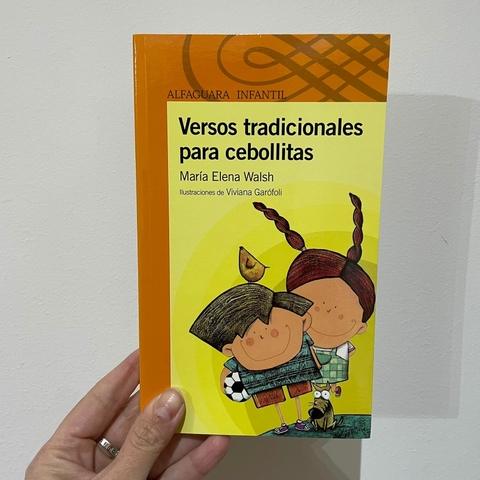 ALFAGUARA INFANTIL
Versos tradicionales
para cebollitas
María Elena Walsh
Ilustraciones de Viviana Garófoli